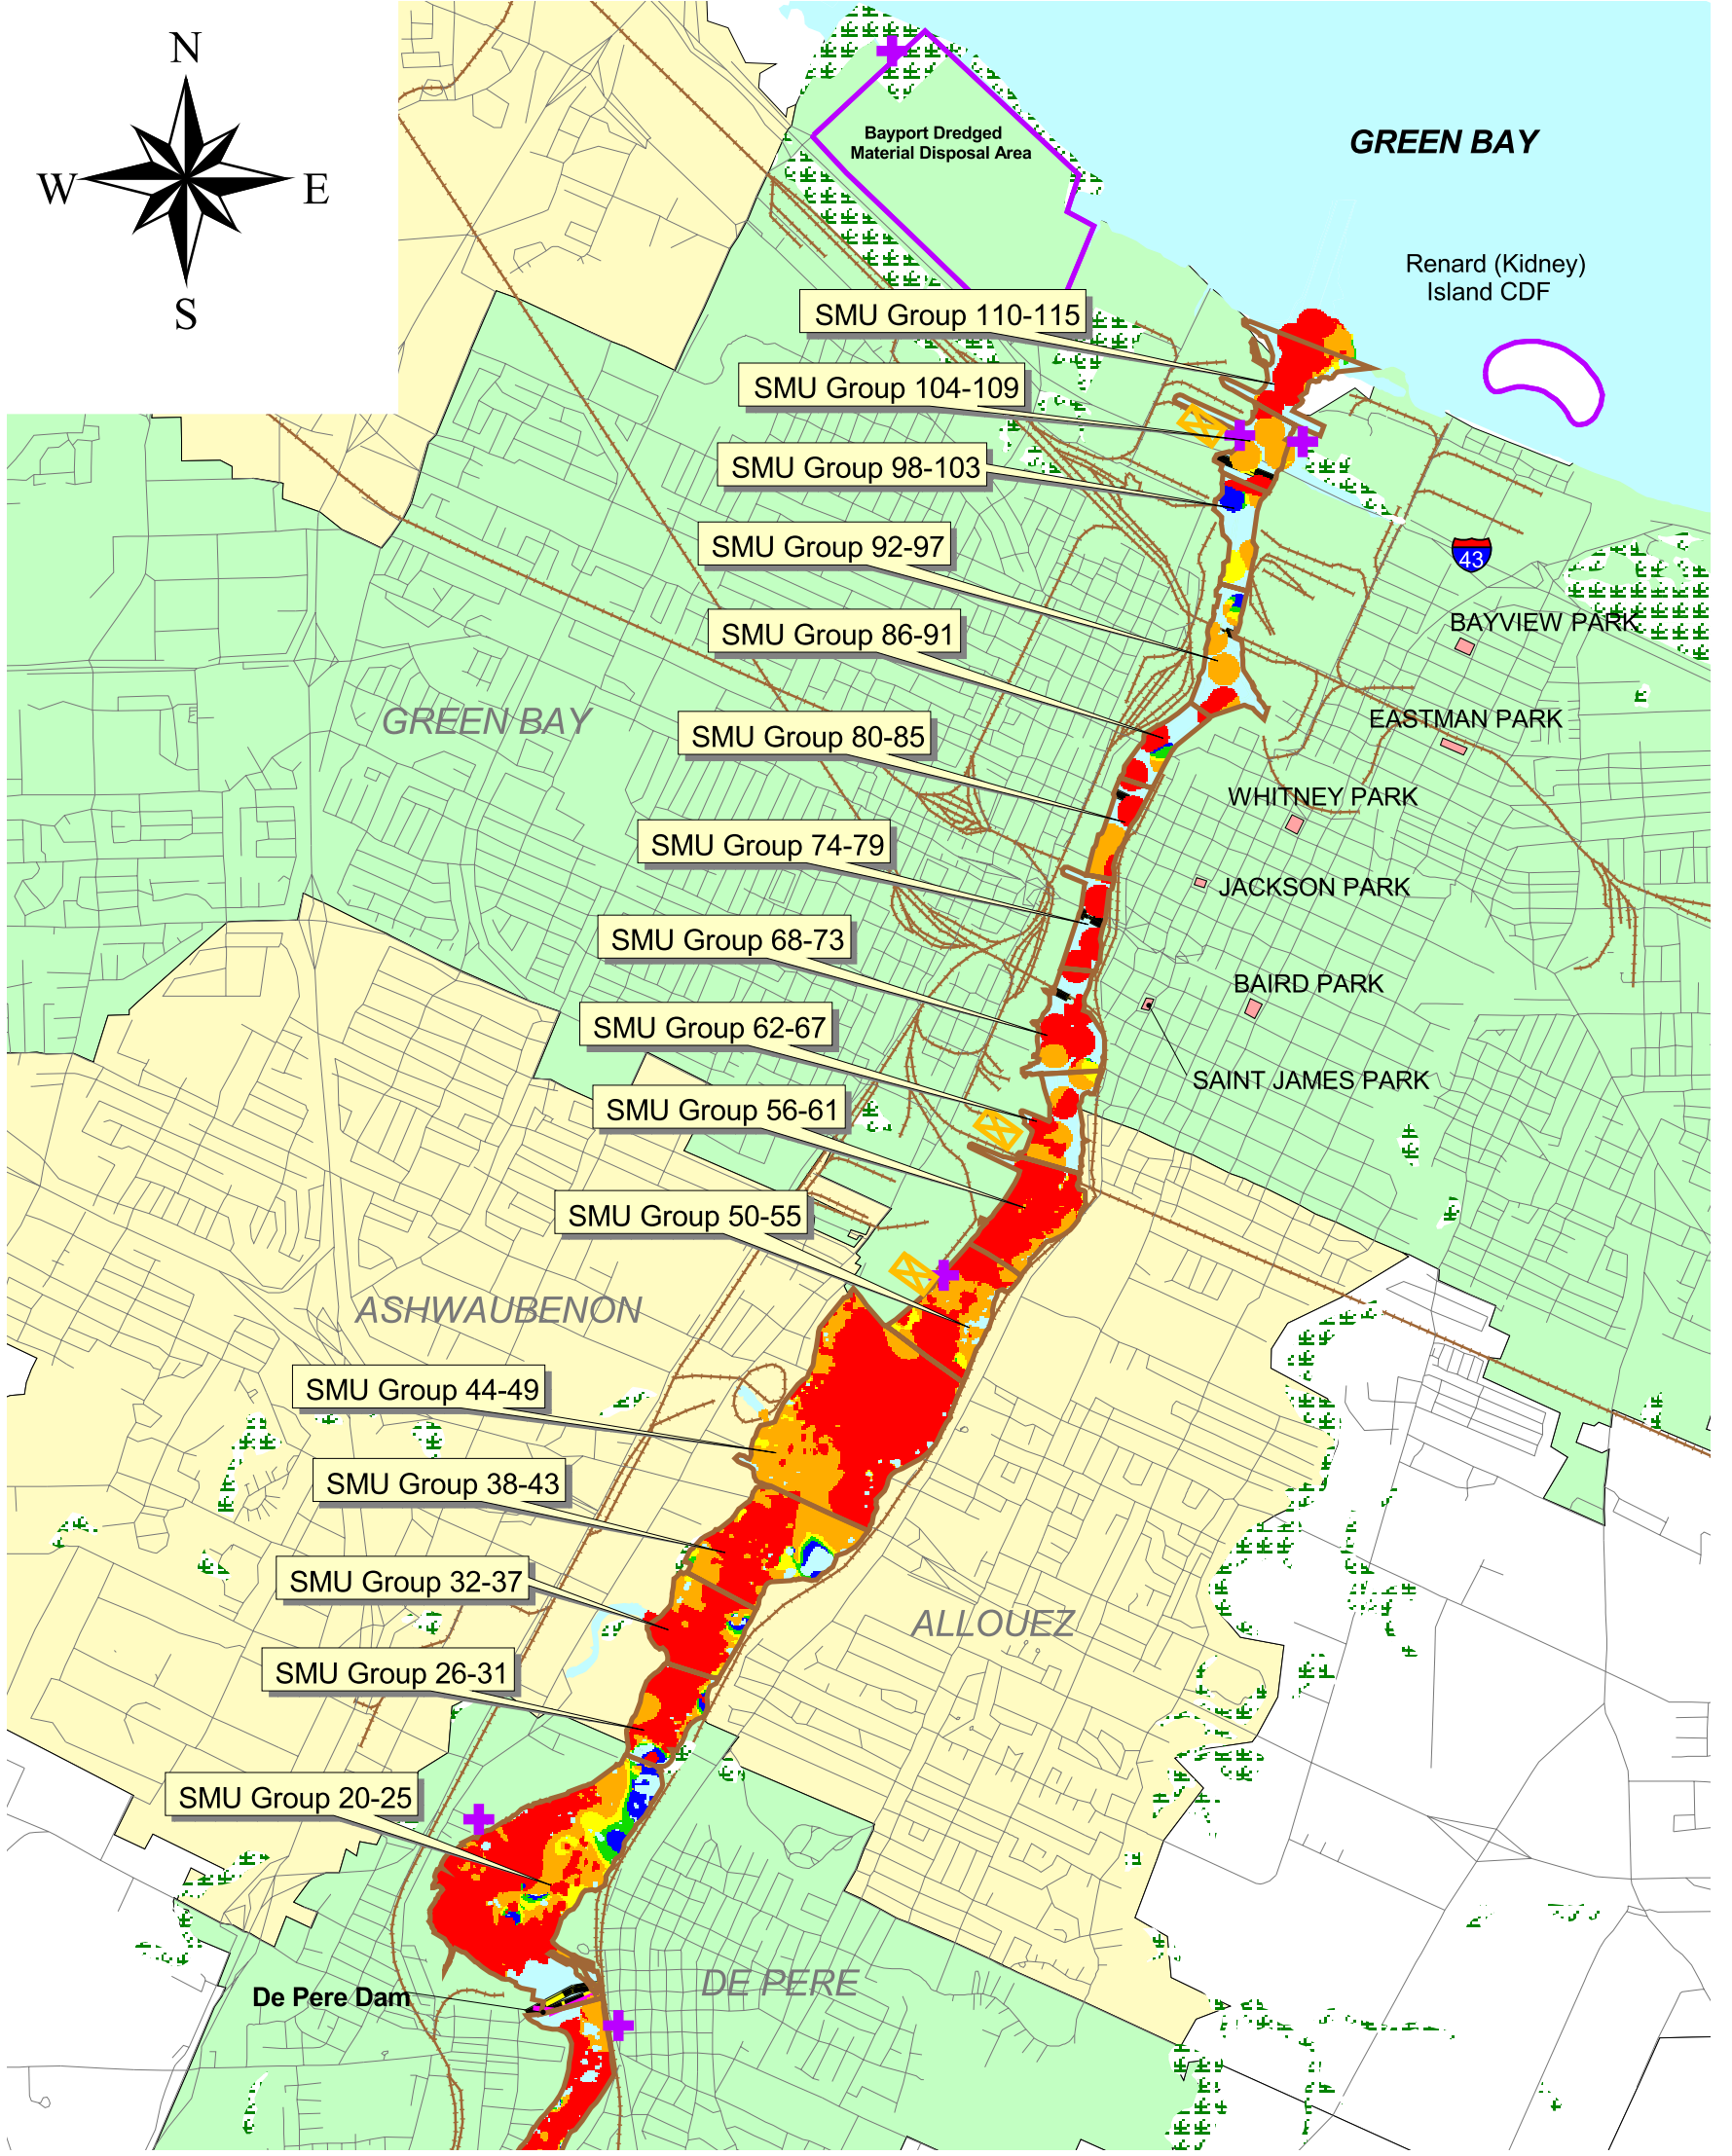 N
W
E
S
Bayport Dredged
Material Disposal Area
GREEN BAY
Renard (Kidney)
Island CDF
SMU Group 110-115
SMU Group 104-109
SMU Group 98-103
SMU Group 92-97
43
SMU Group 86-91
BAYVIEW PARK
GREEN BAY
EASTMAN PARK
SMU Group 80-85
WHITNEY PARK
SMU Group 74-79
JACKSON PARK
SMU Group 68-73
BAIRD PARK
SMU Group 62-67
SAINT JAMES PARK
SMU Group 56-61
SMU Group 50-55
ASHWAUBENON
SMU Group 44-49
SMU Group 38-43
SMU Group 32-37
ALLOUEZ
SMU Group 26-31
SMU Group 20-25
DE PERE
De Pere Dam